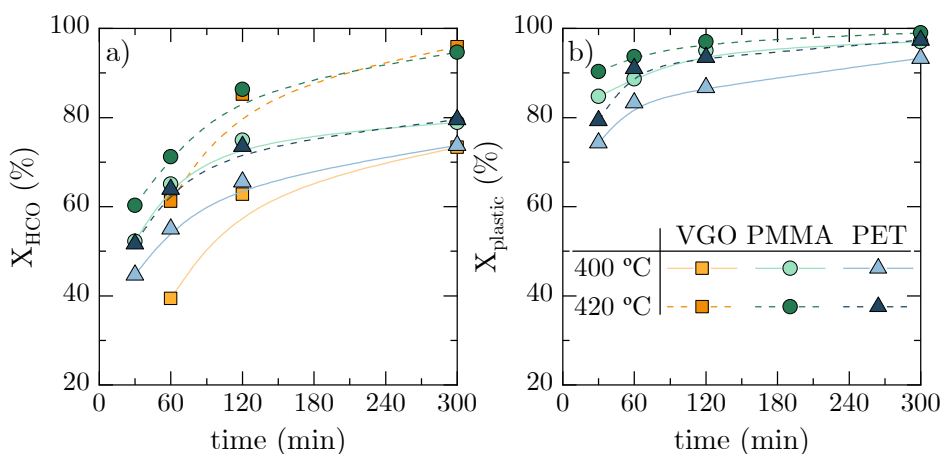 a)
100
80
60
40
20
X_HCO (%)
0 60 120 180 240 300
time (min)
b)
100
80
60
40
20
X_plastic (%)
VGO PMMA PET
400 ºC
420 ºC
0 60 120 180 240 300
time (min)